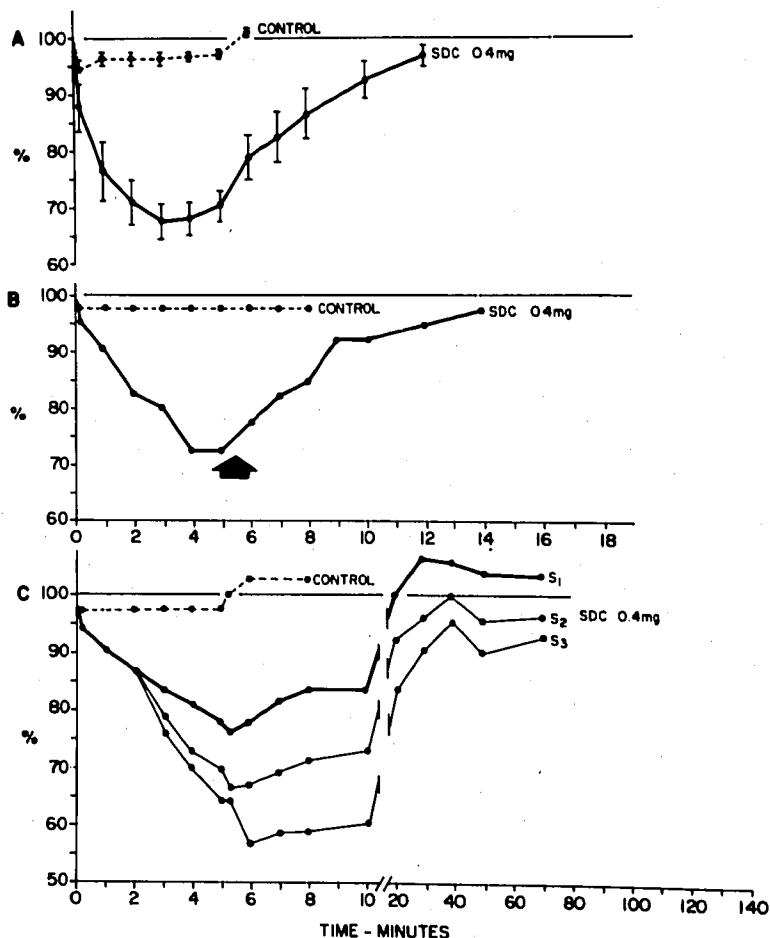 A
100
90
80
70
60
%
CONTROL
SDC 0.4mg
B
100
90
80
70
60
%
CONTROL
SDC 0.4mg
0 2 4 6 8 10 12 14 16 18
C
100
90
80
70
60
50
%
CONTROL
S1
S2
S3
SDC 0.4mg
0 2 4 6 8 10 20 40 60 80 100 120 140
TIME - MINUTES